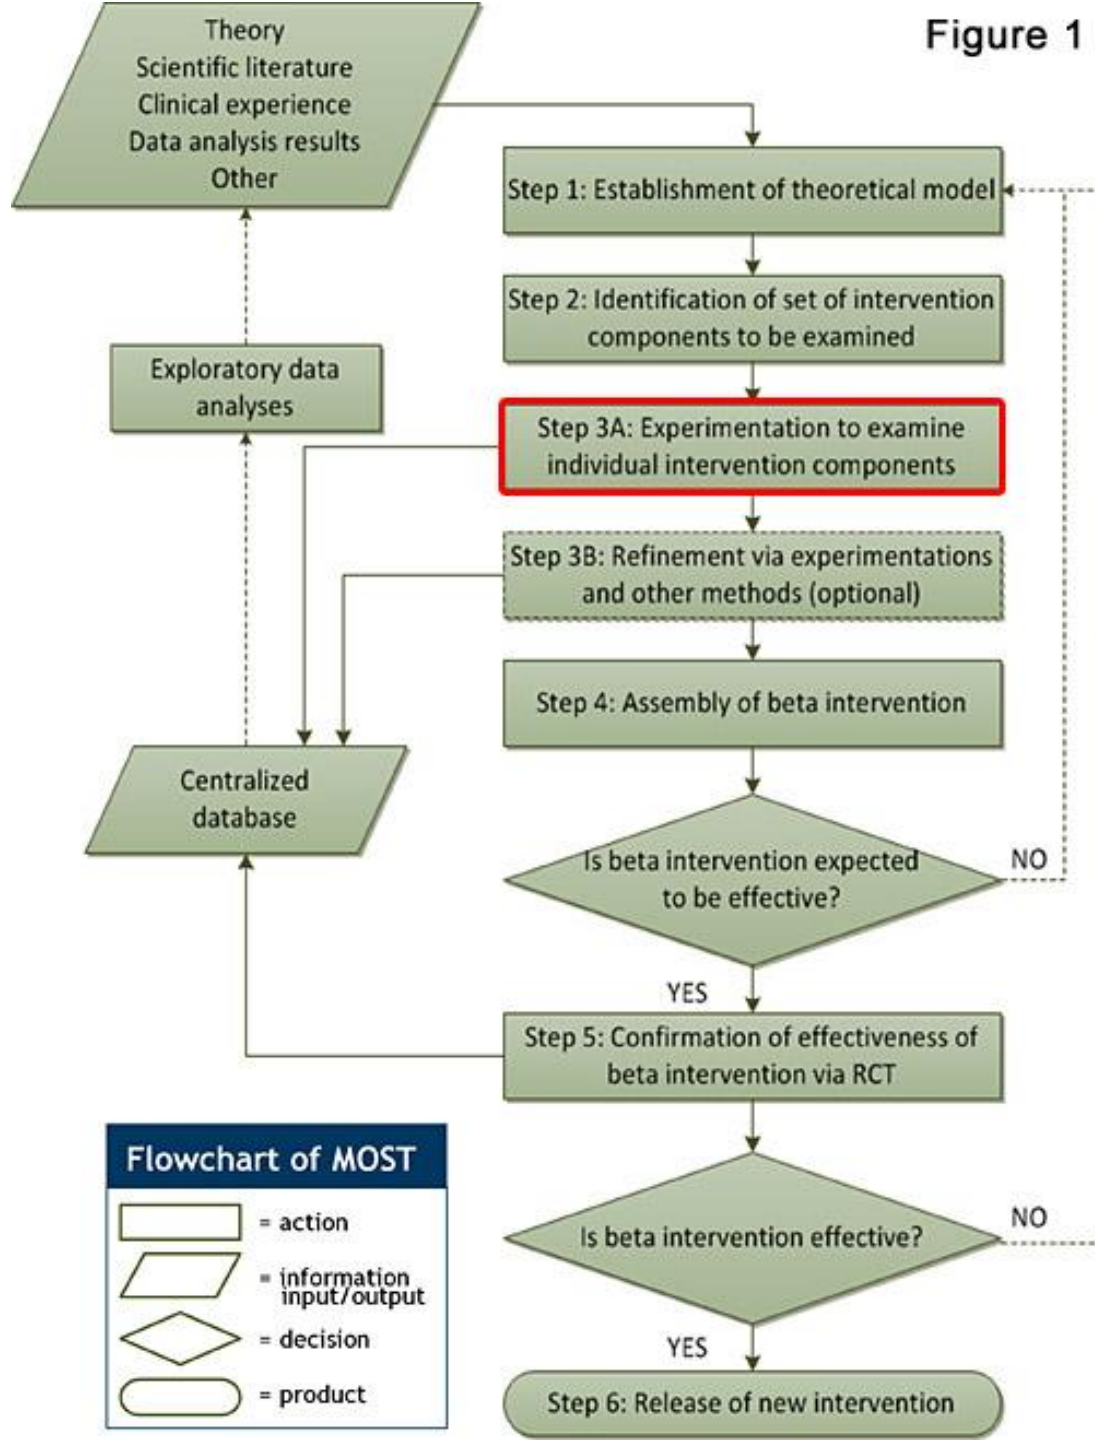 Figure 1
Theory
Scientific literature
Clinical experience
Data analysis results
Other
Step 1: Establishment of theoretical model
Step 2: Identification of set of intervention
components to be examined
Exploratory data
analyses
Step 3A: Experimentation to examine
individual intervention components
Step 3B: Refinement via experimentations
and other methods (optional)
Step 4: Assembly of beta intervention
Centralized
database
Is beta intervention expected
to be effective?
NO
YES
Step 5: Confirmation of effectiveness of
beta intervention via RCT
Is beta intervention effective?
NO
YES
Step 6: Release of new intervention
Flowchart of MOST
= action
= information
input/output
= decision
= product